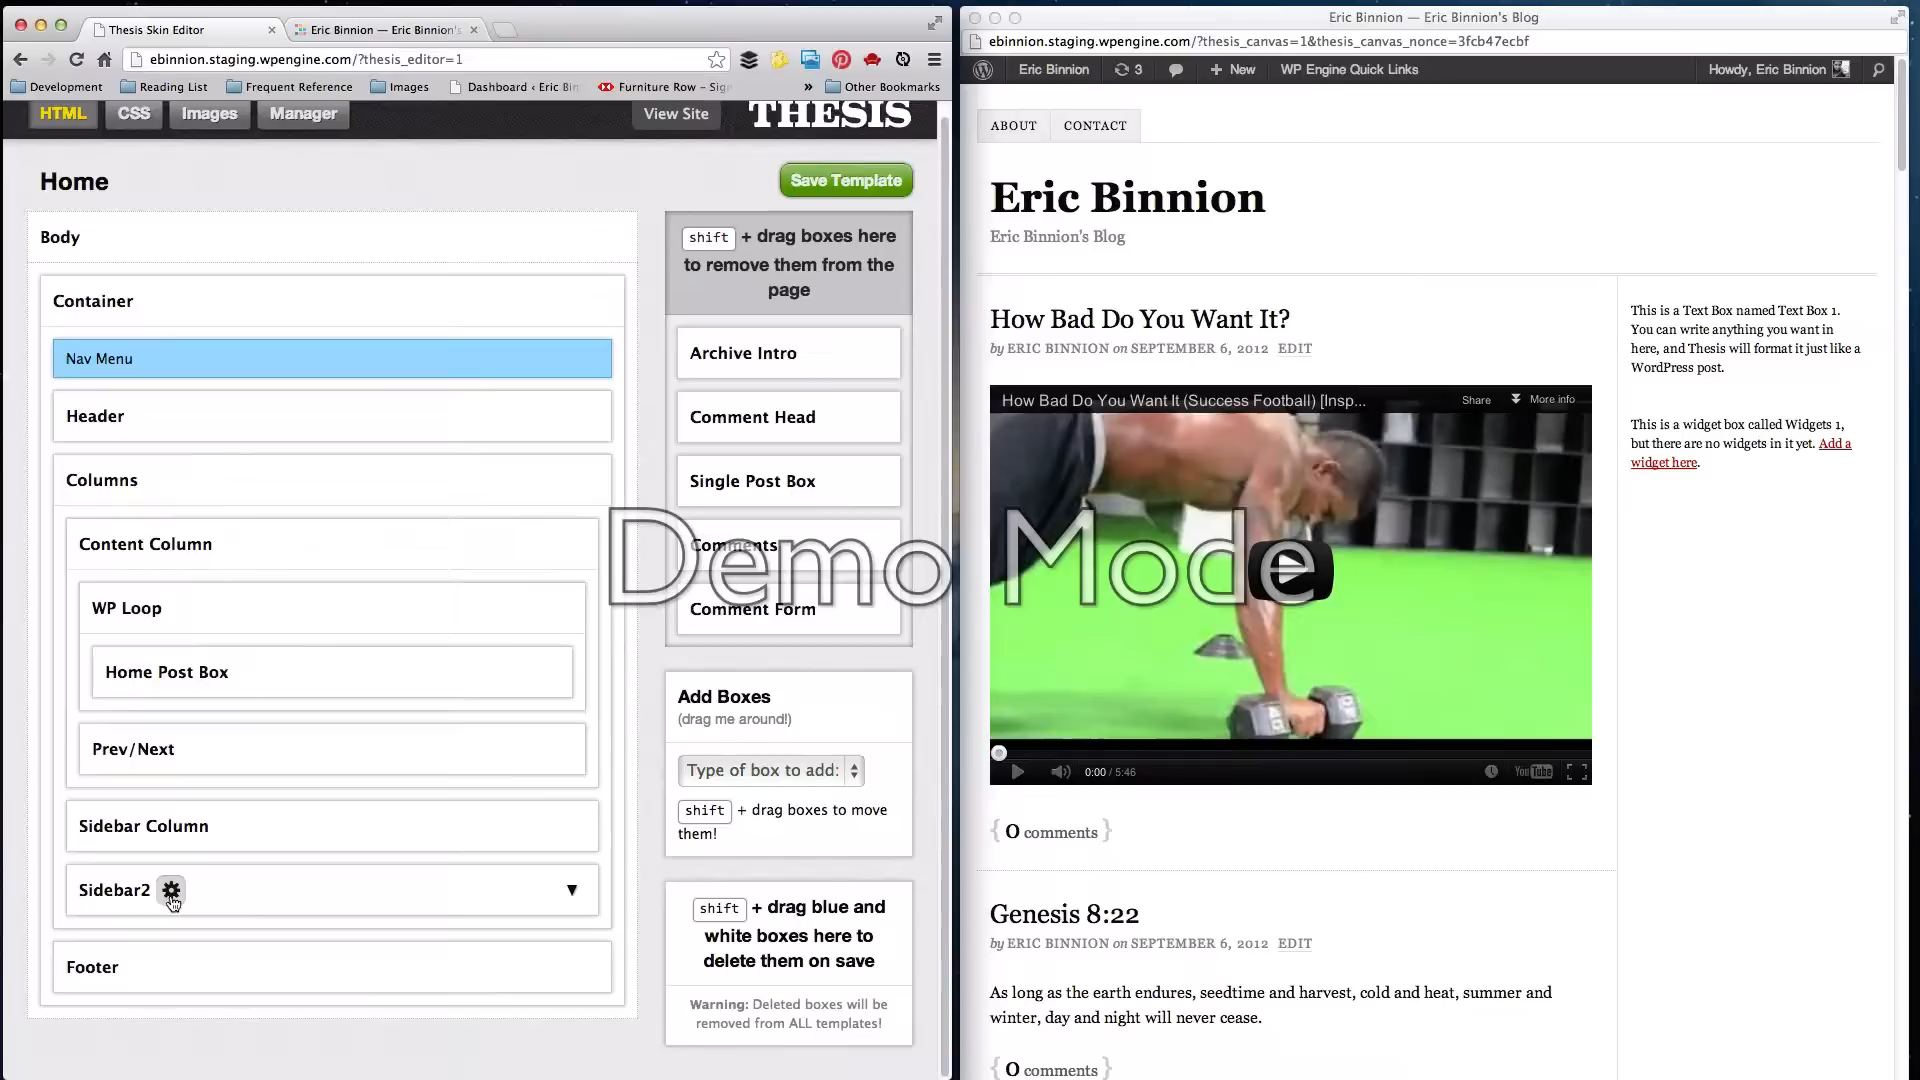 Thesis Skin Editor
Eric Binnion — Eric Binnion's
ebinnion.staging.wpengine.com/?thesis_editor=1
Development
Reading List
Frequent Reference
Images
Dashboard ‹ Eric Bin
Furniture Row – Sig
»
Other Bookmarks
HTML
CSS
Images
Manager
View Site
THESIS
Home
Save Template
Body
Container
Nav Menu
Header
Columns
Content Column
WP Loop
Home Post Box
Prev/Next
Sidebar Column
Sidebar2
Footer
shift + drag boxes here
to remove them from the
page
Archive Intro
Comment Head
Single Post Box
Comments
Comment Form
Add Boxes
(drag me around!)
Type of box to add:
shift + drag boxes to move
them!
shift + drag blue and
white boxes here to
delete them on save
Warning: Deleted boxes will be
removed from ALL templates!
Demo Mode
Eric Binnion — Eric Binnion's Blog
ebinnion.staging.wpengine.com/?thesis_canvas=1&thesis_canvas_nonce=3fcb47ecbf
Eric Binnion
3
+ New
WP Engine Quick Links
Howdy, Eric Binnion
ABOUT
CONTACT
Eric Binnion
Eric Binnion's Blog
How Bad Do You Want It?
by ERIC BINNION on SEPTEMBER 6, 2012 EDIT
How Bad Do You Want It (Success Football) [Insp...
Share
More info
0:00 / 5:46
YouTube
{ 0 comments }
Genesis 8:22
by ERIC BINNION on SEPTEMBER 6, 2012 EDIT
As long as the earth endures, seedtime and harvest, cold and heat, summer and
winter, day and night will never cease.
{ 0 comments }
This is a Text Box named Text Box 1.
You can write anything you want in
here, and Thesis will format it just like a
WordPress post.
This is a widget box called Widgets 1,
but there are no widgets in it yet. Add a
widget here.